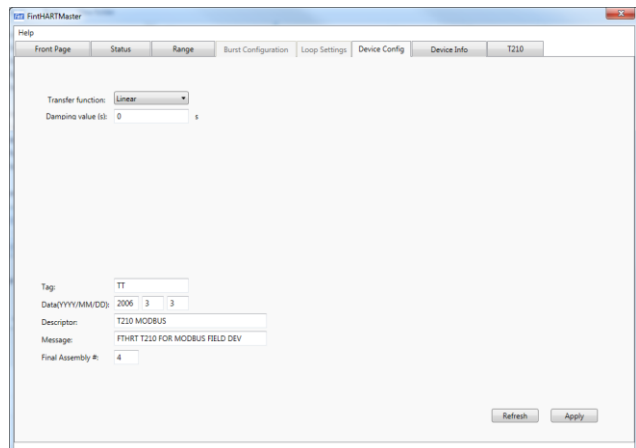 FintHARTMaster
Help
Front Page Status Range Burst Configuration Loop Settings Device Config Device Info T210
Transfer function: Linear
Damping value (s): 0 s
Tag: TT
Data(YYYY/MM/DD): 2006 3 3
Descriptor: T210 MODBUS
Message: FTHRT T210 FOR MODBUS FIELD DEV
Final Assembly #: 4
Refresh Apply